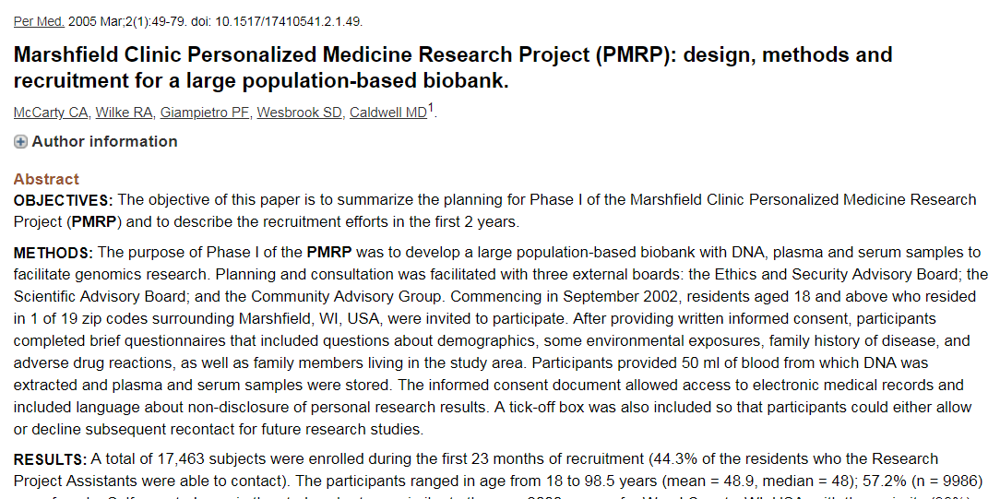 Per Med. 2005 Mar;2(1):49-79. doi: 10.1517/17410541.2.1.49.
Marshfield Clinic Personalized Medicine Research Project (PMRP): design, methods and
recruitment for a large population-based biobank.
McCarty CA, Wilke RA, Giampietro PF, Wesbrook SD, Caldwell MD1.
Author information
Abstract
OBJECTIVES: The objective of this paper is to summarize the planning for Phase I of the Marshfield Clinic Personalized Medicine Research
Project (PMRP) and to describe the recruitment efforts in the first 2 years.
METHODS: The purpose of Phase I of the PMRP was to develop a large population-based biobank with DNA, plasma and serum samples to
facilitate genomics research. Planning and consultation was facilitated with three external boards: the Ethics and Security Advisory Board; the
Scientific Advisory Board; and the Community Advisory Group. Commencing in September 2002, residents aged 18 and above who resided
in 1 of 19 zip codes surrounding Marshfield, WI, USA, were invited to participate. After providing written informed consent, participants
completed brief questionnaires that included questions about demographics, some environmental exposures, family history of disease, and
adverse drug reactions, as well as family members living in the study area. Participants provided 50 ml of blood from which DNA was
extracted and plasma and serum samples were stored. The informed consent document allowed access to electronic medical records and
included language about non-disclosure of personal research results. A tick-off box was also included so that participants could either allow
or decline subsequent recontact for future research studies.
RESULTS: A total of 17,463 subjects were enrolled during the first 23 months of recruitment (44.3% of the residents who the Research
Project Assistants were able to contact). The participants ranged in age from 18 to 98.5 years (mean = 48.9, median = 48); 57.2% (n = 9986)